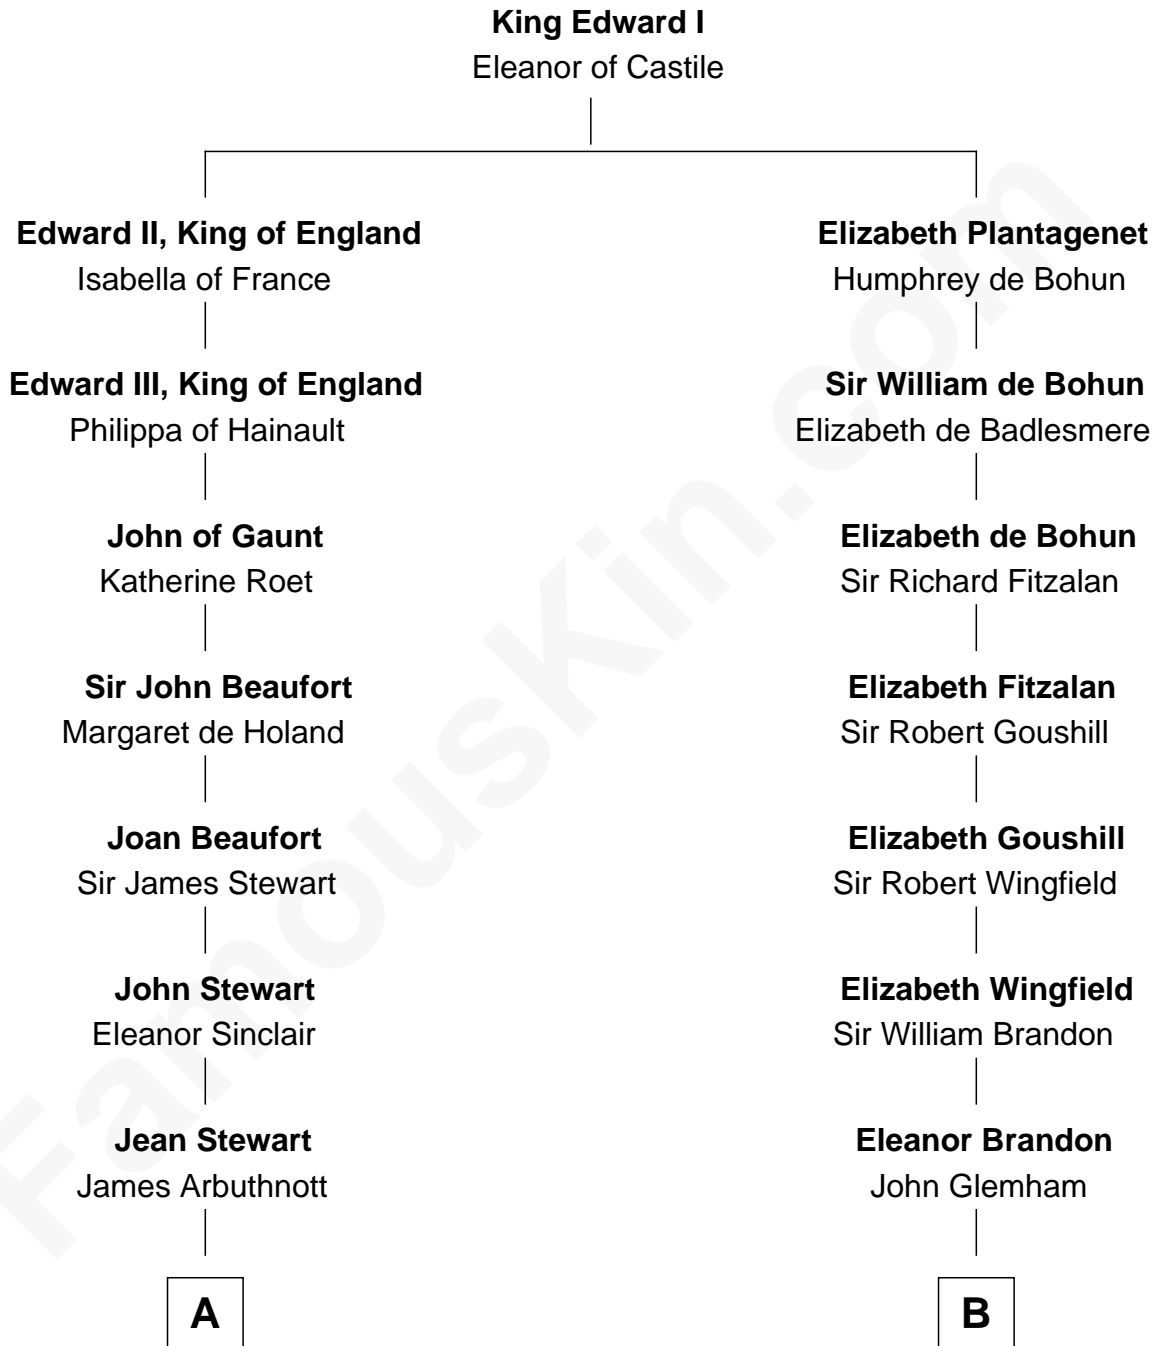 King Edward I
Eleanor of Castile
Edward II, King of England
Isabella of France
Elizabeth Plantagenet
Humphrey de Bohun
Edward III, King of England
Philippa of Hainault
Sir William de Bohun
Elizabeth de Badlesmere
John of Gaunt
Katherine Roet
Elizabeth de Bohun
Sir Richard Fitzalan
Sir John Beaufort
Margaret de Holand
Elizabeth Fitzalan
Sir Robert Goushill
Joan Beaufort
Sir James Stewart
Elizabeth Goushill
Sir Robert Wingfield
John Stewart
Eleanor Sinclair
Elizabeth Wingfield
Sir William Brandon
Jean Stewart
James Arbuthnott
Eleanor Brandon
John Glemham
A
B
FamousKin.com